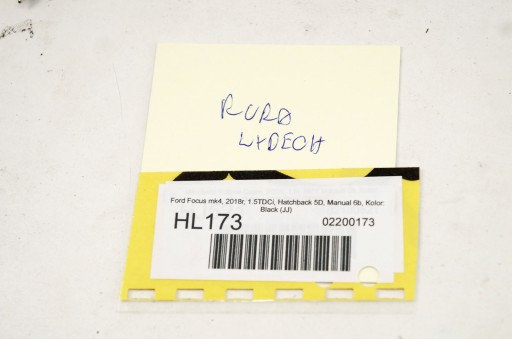 RURA
WYDECH
Ford Focus mk4, 2018r, 1.5TDCi, Hatchback 5D, Manual 6b, Kolor:
Black (JJ)
HL173 02200173